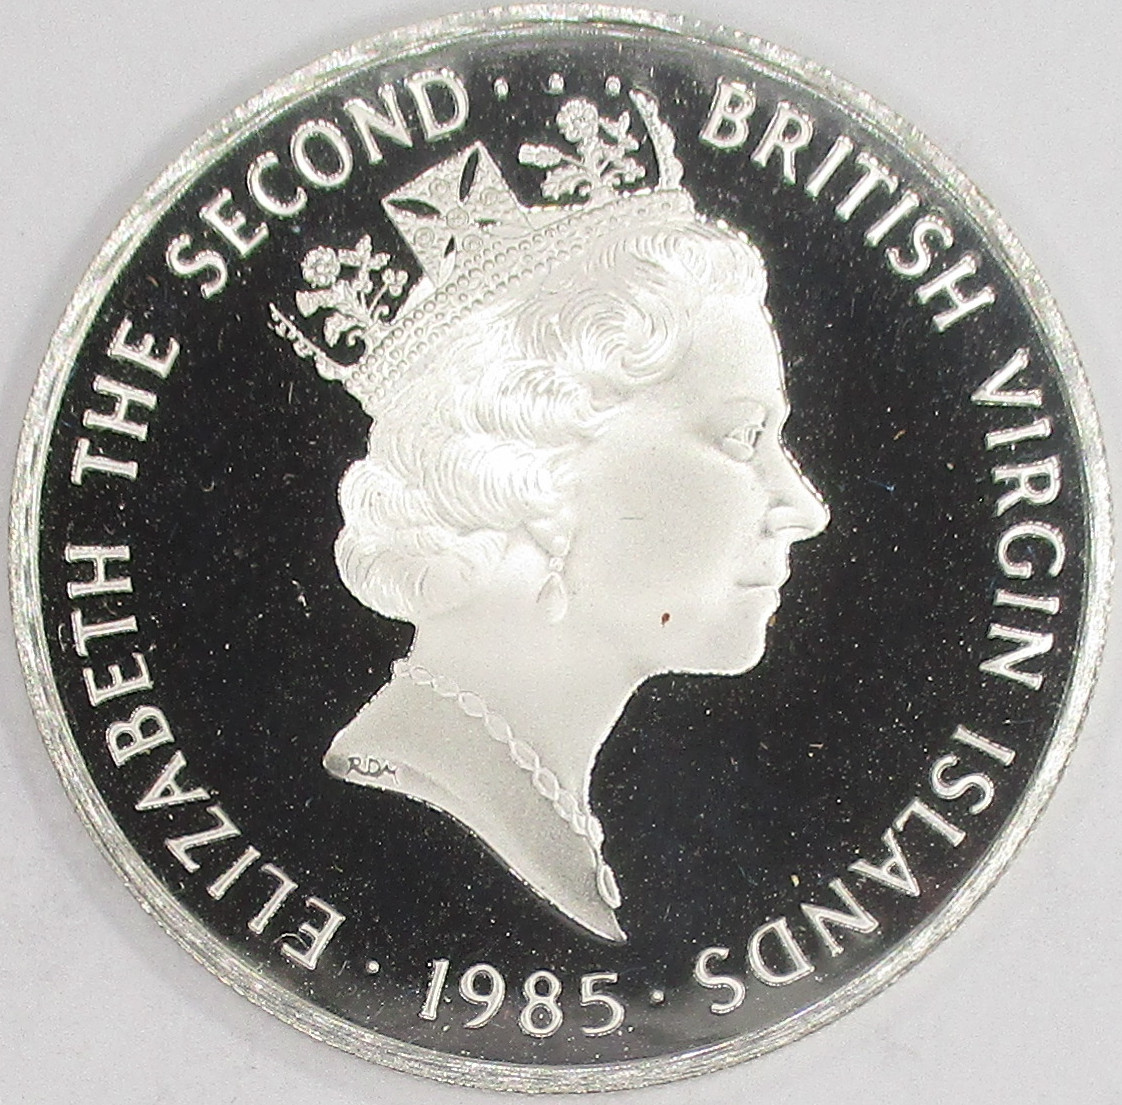 ELIZABETH THE SECOND · · · BRITISH VIRGIN ISLANDS · 1985 ·
RDM